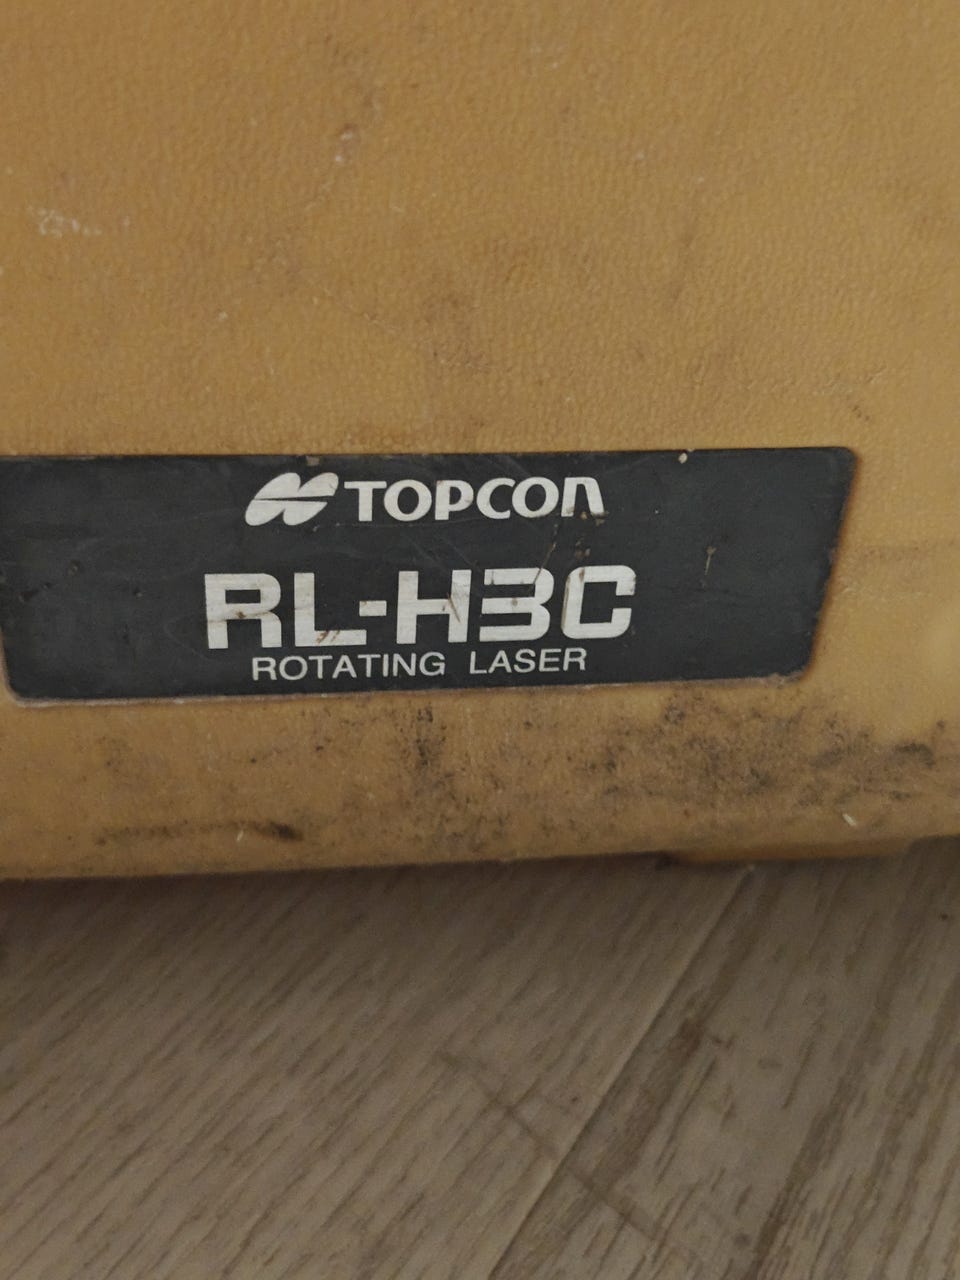 TOPCON
RL-H3C
ROTATING LASER